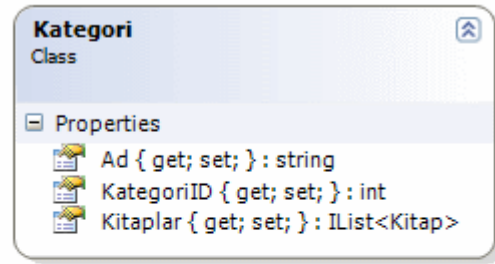 Kategori
Class
Properties
Ad { get; set; } : string
KategoriID { get; set; } : int
Kitaplar { get; set; } : IList<Kitap>